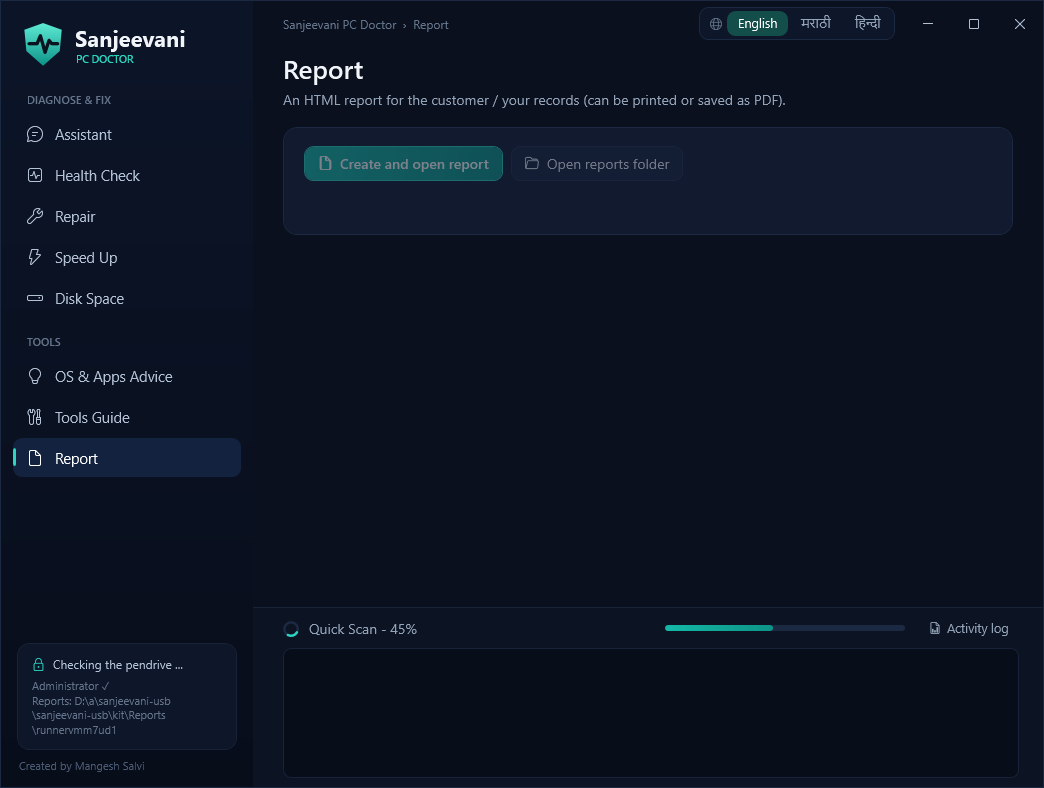 Sanjeevani
PC DOCTOR
DIAGNOSE & FIX
Assistant
Health Check
Repair
Speed Up
Disk Space
TOOLS
OS & Apps Advice
Tools Guide
Report
Checking the pendrive ...
Administrator ✓
Reports: D:\a\sanjeevani-usb
\sanjeevani-usb\kit\Reports
\runnervmm7ud1
Created by Mangesh Salvi
Sanjeevani PC Doctor › Report
English मराठी हिन्दी
Report
An HTML report for the customer / your records (can be printed or saved as PDF).
Create and open report
Open reports folder
Quick Scan - 45%
Activity log